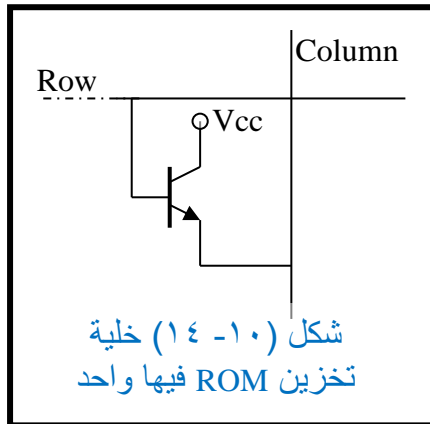 Column
Row
Vcc
شكل (١٠- ١٤) خلية
تخزين ROM فيها واحد